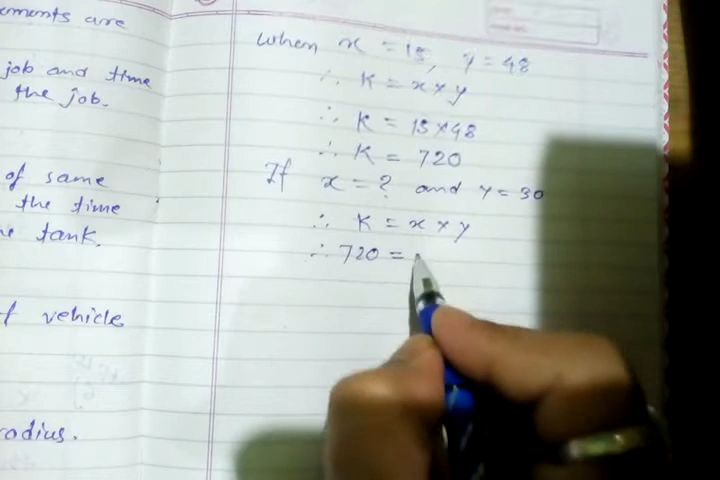 ements are
job and time
the job.
of same
the time
tank.
vehicle
radius.
When x = 15, y = 48
∴ K = x × y
∴ K = 15 × 48
∴ K = 720
If x = ? and y = 30
∴ K = x × y
∴ 720 =